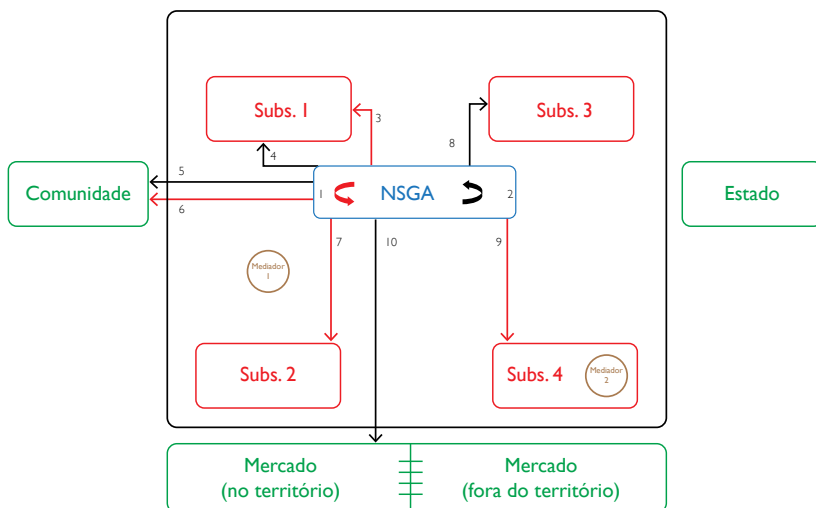 Subs. 1
Subs. 3
3
4
8
5
6
Comunidade
1
NSGA
2
Estado
7
10
9
Mediador
1
Subs. 2
Subs. 4
Mediador
2
Mercado
(no território)
Mercado
(fora do território)